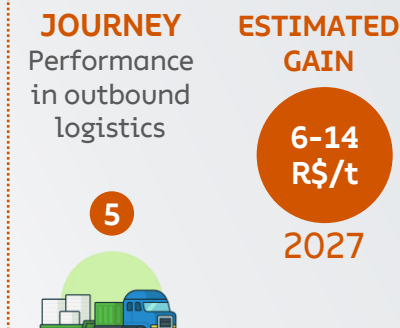 JOURNEY
Performance
in outbound
logistics
5
ESTIMATED
GAIN
6-14
R$/t
2027